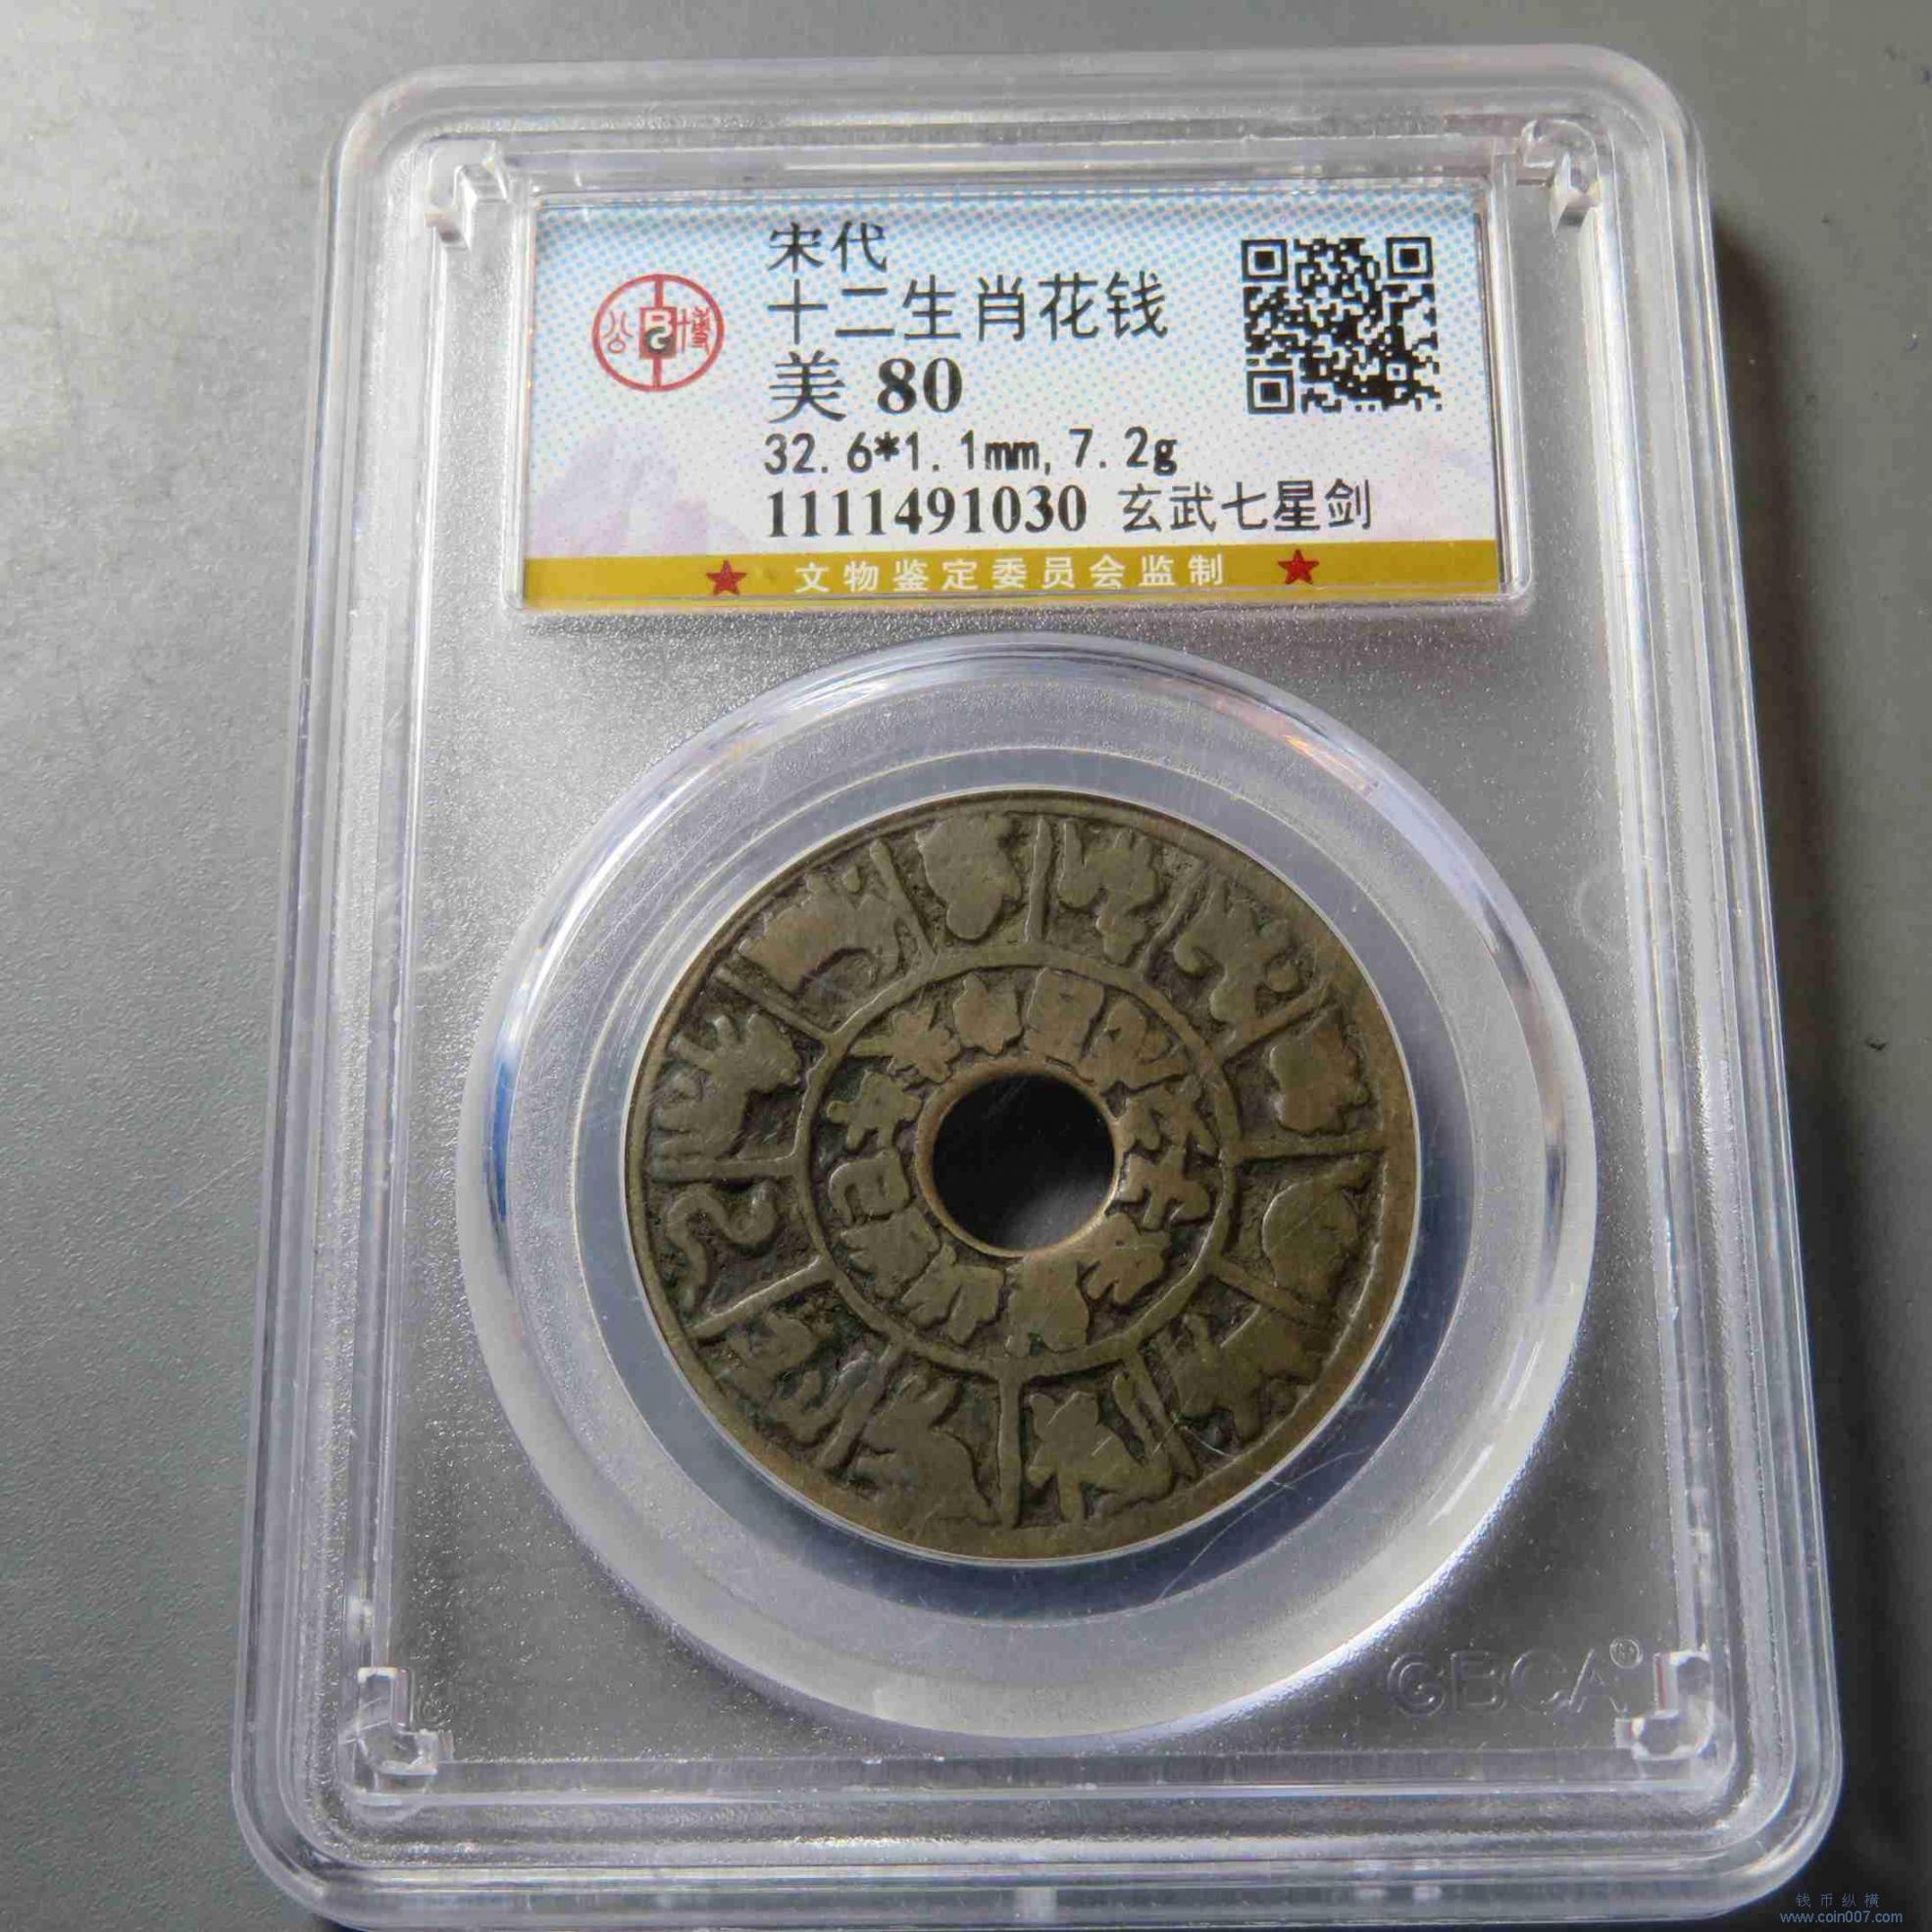 宋代
十二生肖花钱
美 80
32.6*1.1mm,7.2g
1111491030 玄武七星剑
公博
★ 文物鉴定委员会监制 ★
GBCA
钱币纵横
www.coin007.com